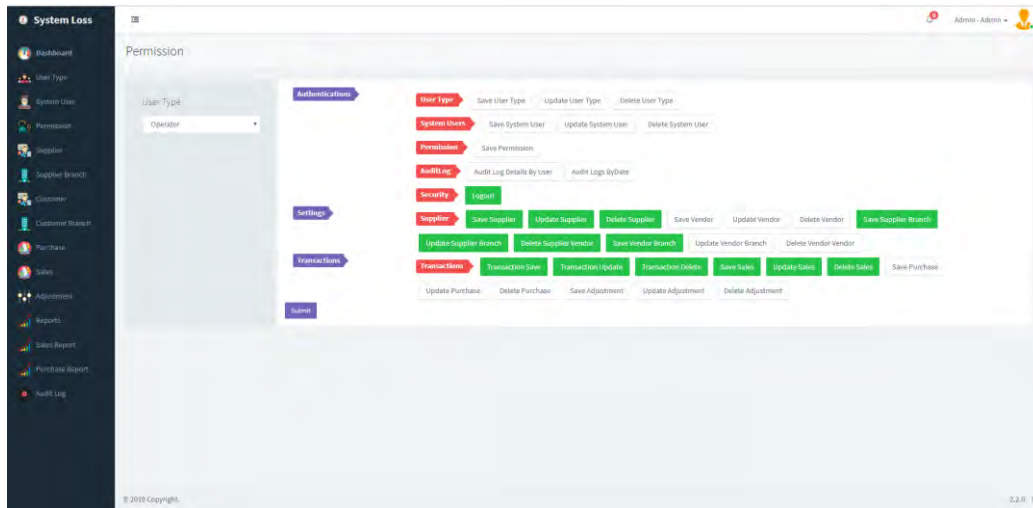 System Loss
0
Admin - Admin
Dashboard
User Type
System User
Permission
Supplier
Supplier Branch
Customer
Customer Branch
Purchase
Sales
Adjustment
Reports
Sales Report
Purchase Report
Audit Log
Permission
User Type
Operator
Authentications
User Type Save User Type Update User Type Delete User Type
System Users Save System User Update System User Delete System User
Permission Save Permission
AuditLog Audit Log Details By User Audit Logs ByDate
Security Logout
Settings
Supplier Save Supplier Update Supplier Delete Supplier Save Vendor Update Vendor Delete Vendor Save Supplier Branch
Update Supplier Branch Delete Supplier Vendor Save Vendor Branch Update Vendor Branch Delete Vendor Vendor
Transactions
Transactions Transaction Save Transaction Update Transaction Delete Save Sales Update Sales Delete Sales Save Purchase
Update Purchase Delete Purchase Save Adjustment Update Adjustment Delete Adjustment
Submit
© 2019 Copyright.
2.2.0